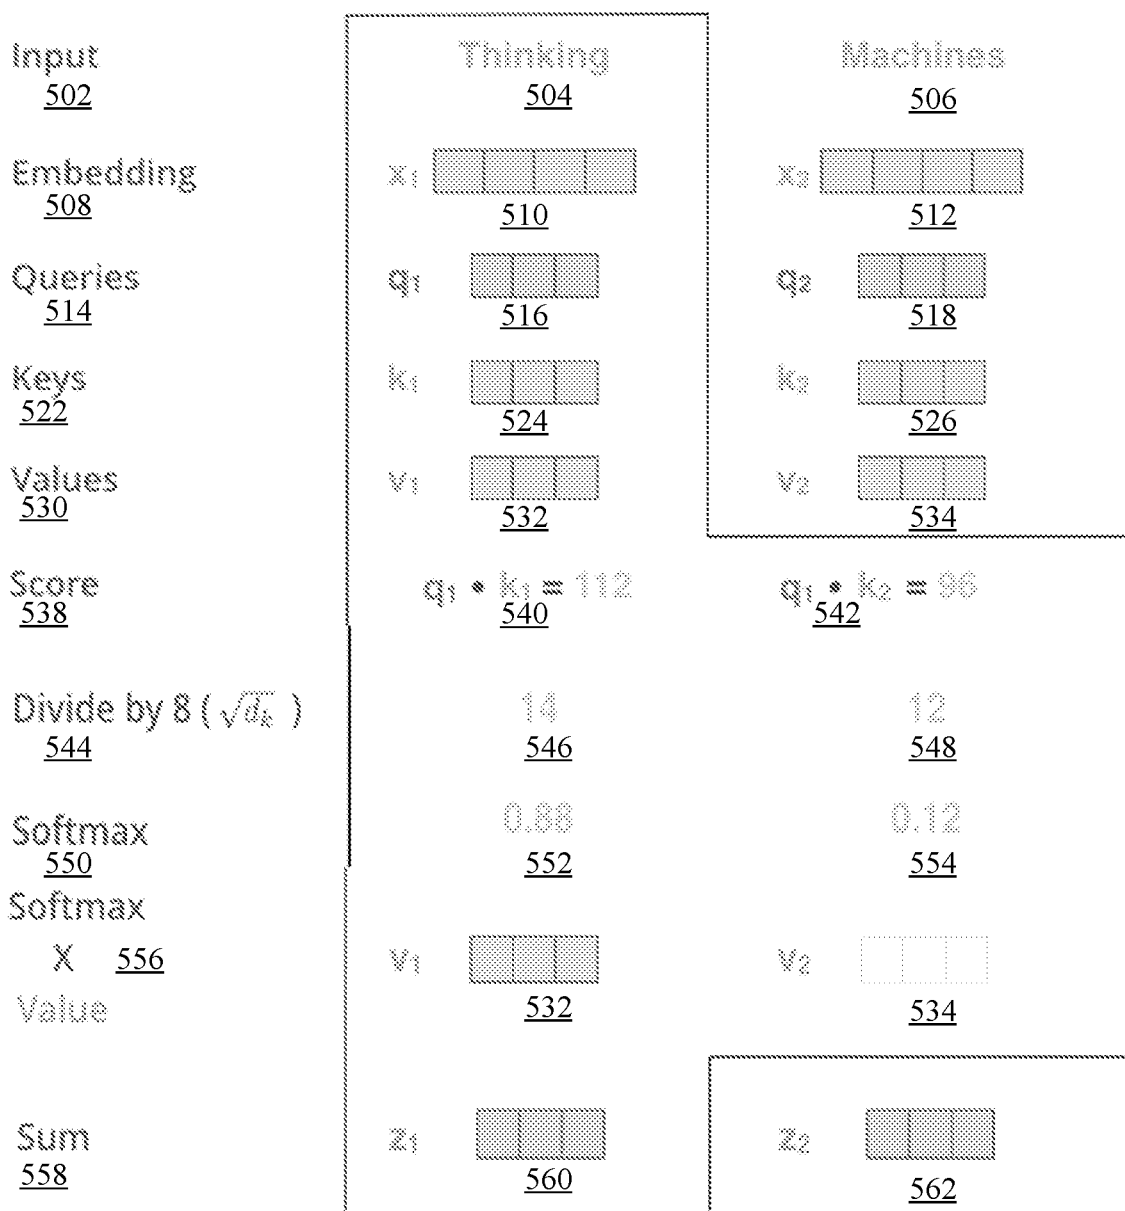 Input Thinking Machines
502 504 506
Embedding x1 x2
508 510 512
Queries q1 q2
514 516 518
Keys k1 k2
522 524 526
Values v1 v2
530 532 534
Score q1 • k1 = 112 q1 • k2 = 96
538 540 542
Divide by 8 ( √dk ) 14 12
544 546 548
Softmax 0.88 0.12
550 552 554
Softmax
X 556 v1 v2
Value 532 534
Sum z1 z2
558 560 562